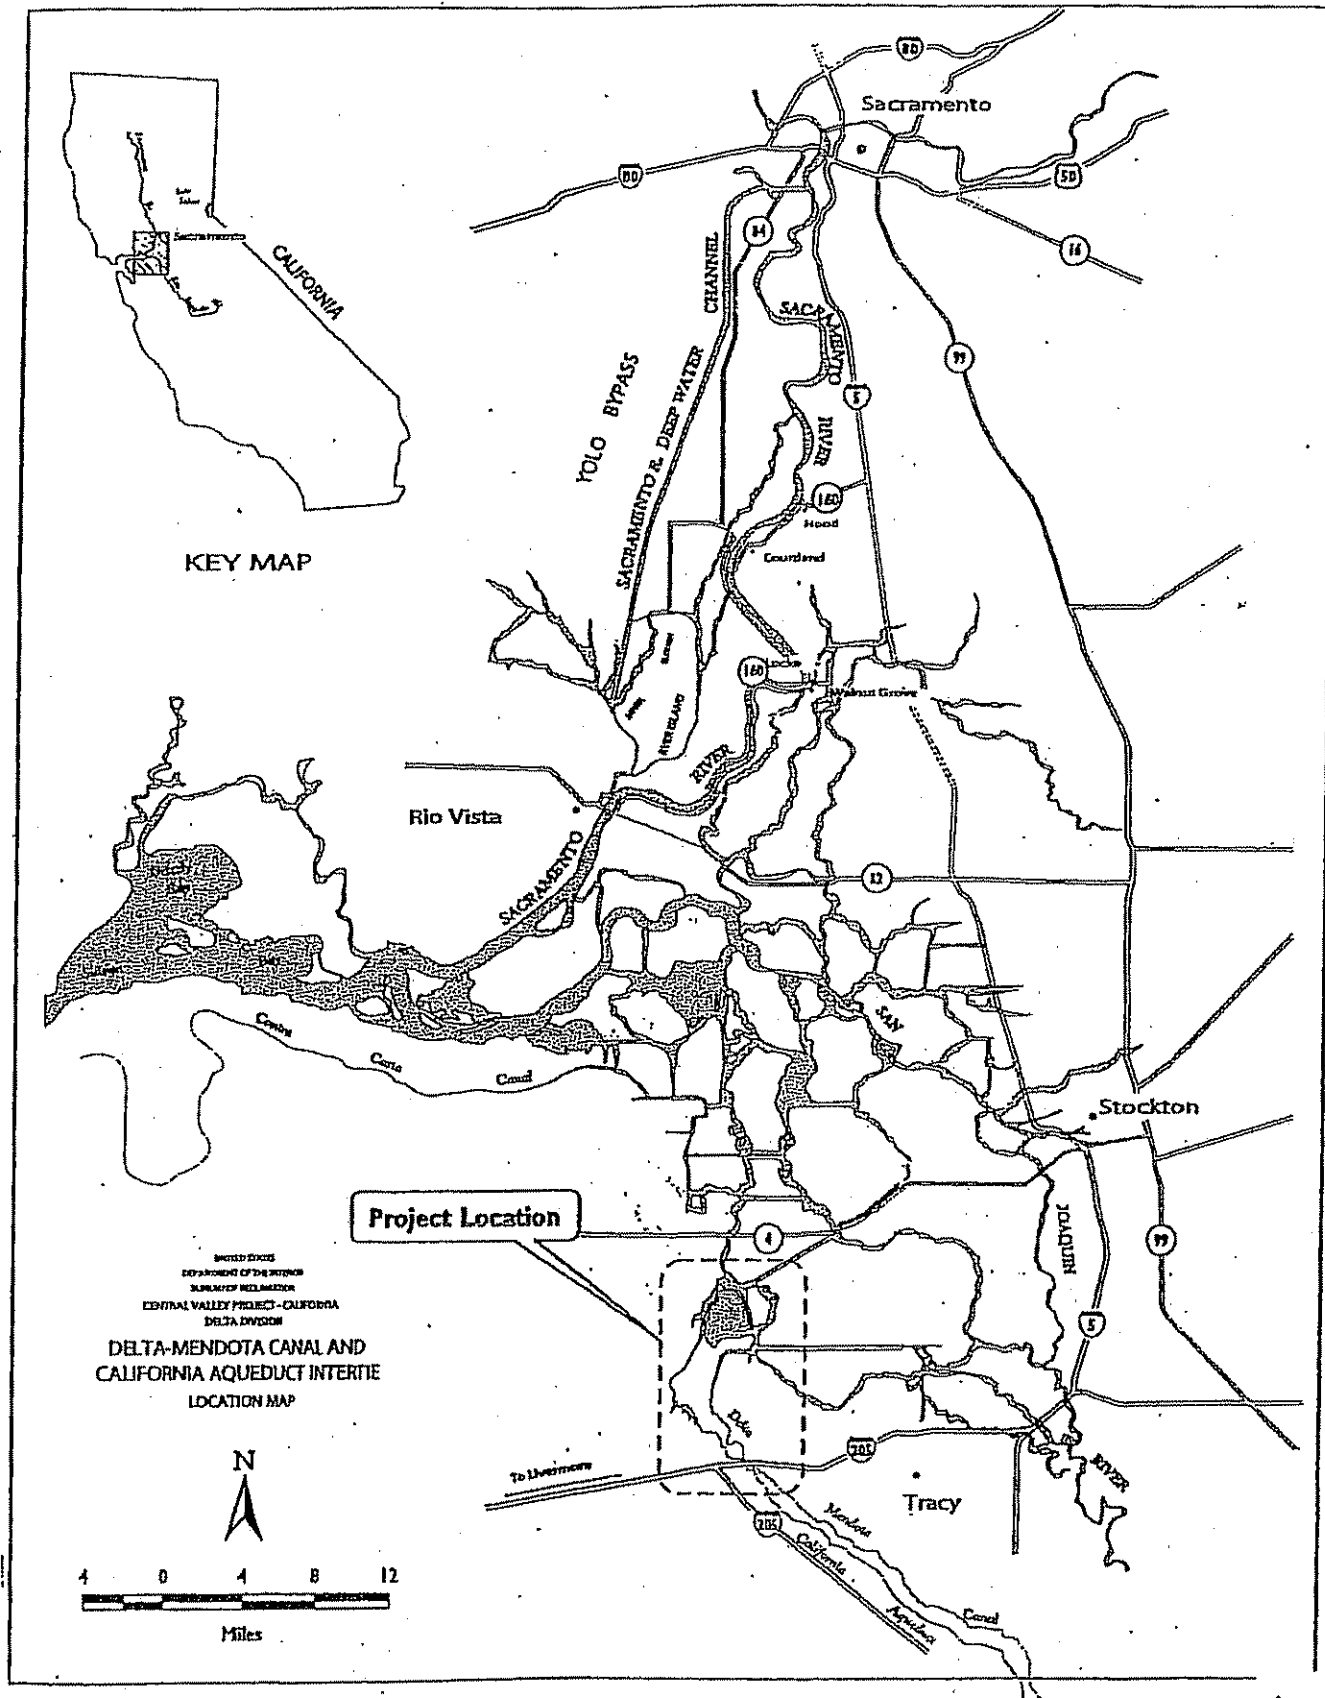 80
Sacramento
80
50
84
16
Sacramento
CALIFORNIA
CHANNEL
SACRAMENTO
99
5
YOLO BYPASS
SACRAMENTO R. DEEP WATER
RIVER
160
Hood
Courtland
KEY MAP
160
Walnut Grove
RIVER
Rio Vista
SACRAMENTO
12
SAN
Contra
Costa
Canal
Stockton
Project Location
4
JOAQUIN
99
UNITED STATES
DEPARTMENT OF THE INTERIOR
BUREAU OF RECLAMATION
CENTRAL VALLEY PROJECT - CALIFORNIA
DELTA DIVISION
DELTA-MENDOTA CANAL AND
CALIFORNIA AQUEDUCT INTERTIE
LOCATION MAP
5
Delta
205
RIVER
N
To Livermore
Tracy
Mendota
205
California
Canal
Aqueduct
4 0 4 8 12
Miles